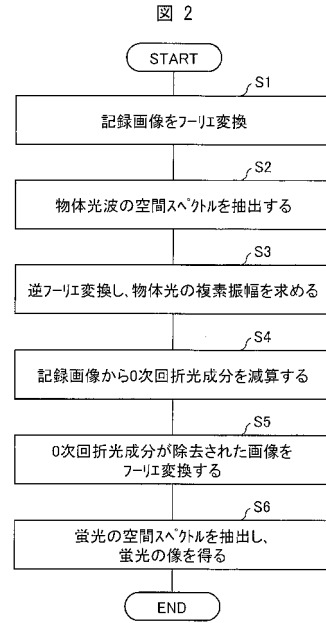 図 2
START
S1
記録画像をフーリエ変換
S2
物体光波の空間スペクトルを抽出する
S3
逆フーリエ変換し、物体光の複素振幅を求める
S4
記録画像から0次回折光成分を減算する
S5
0次回折光成分が除去された画像を
フーリエ変換する
S6
蛍光の空間スペクトルを抽出し、
蛍光の像を得る
END